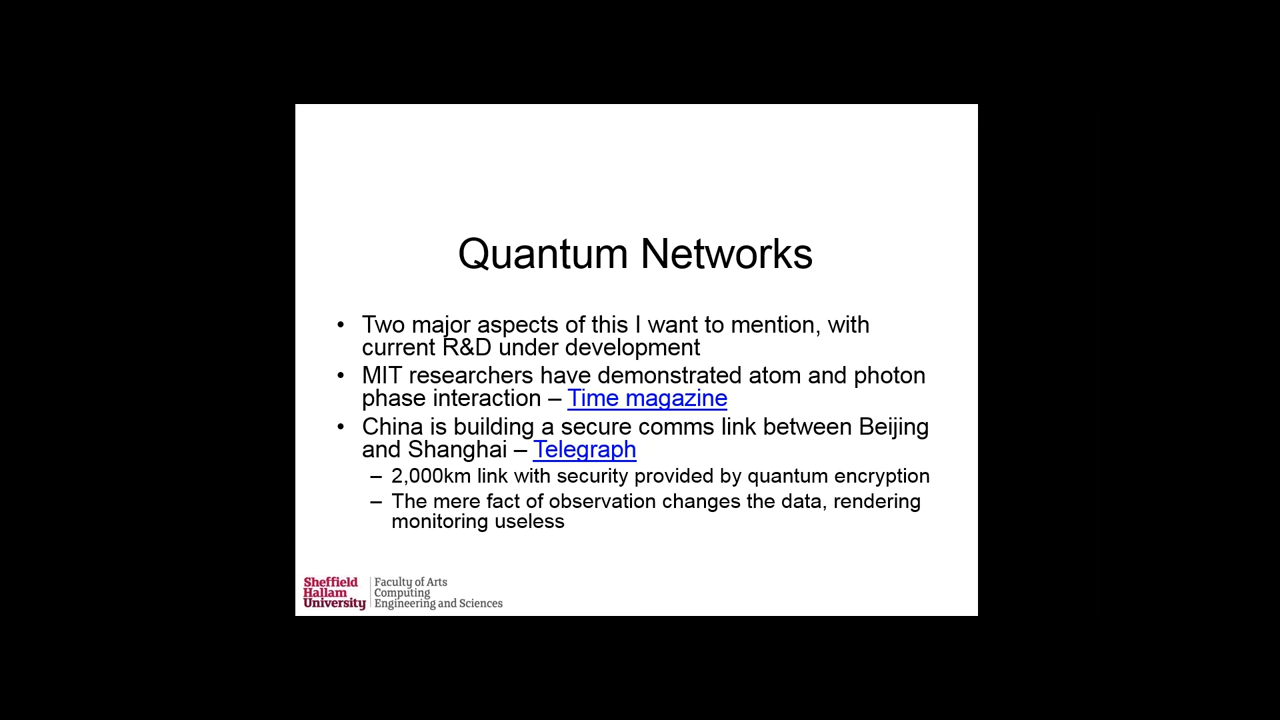 Quantum Networks
• Two major aspects of this I want to mention, with
current R&D under development
• MIT researchers have demonstrated atom and photon
phase interaction – Time magazine
• China is building a secure comms link between Beijing
and Shanghai – Telegraph
– 2,000km link with security provided by quantum encryption
– The mere fact of observation changes the data, rendering
monitoring useless
Sheffield
Hallam
University
Faculty of Arts
Computing
Engineering and Sciences